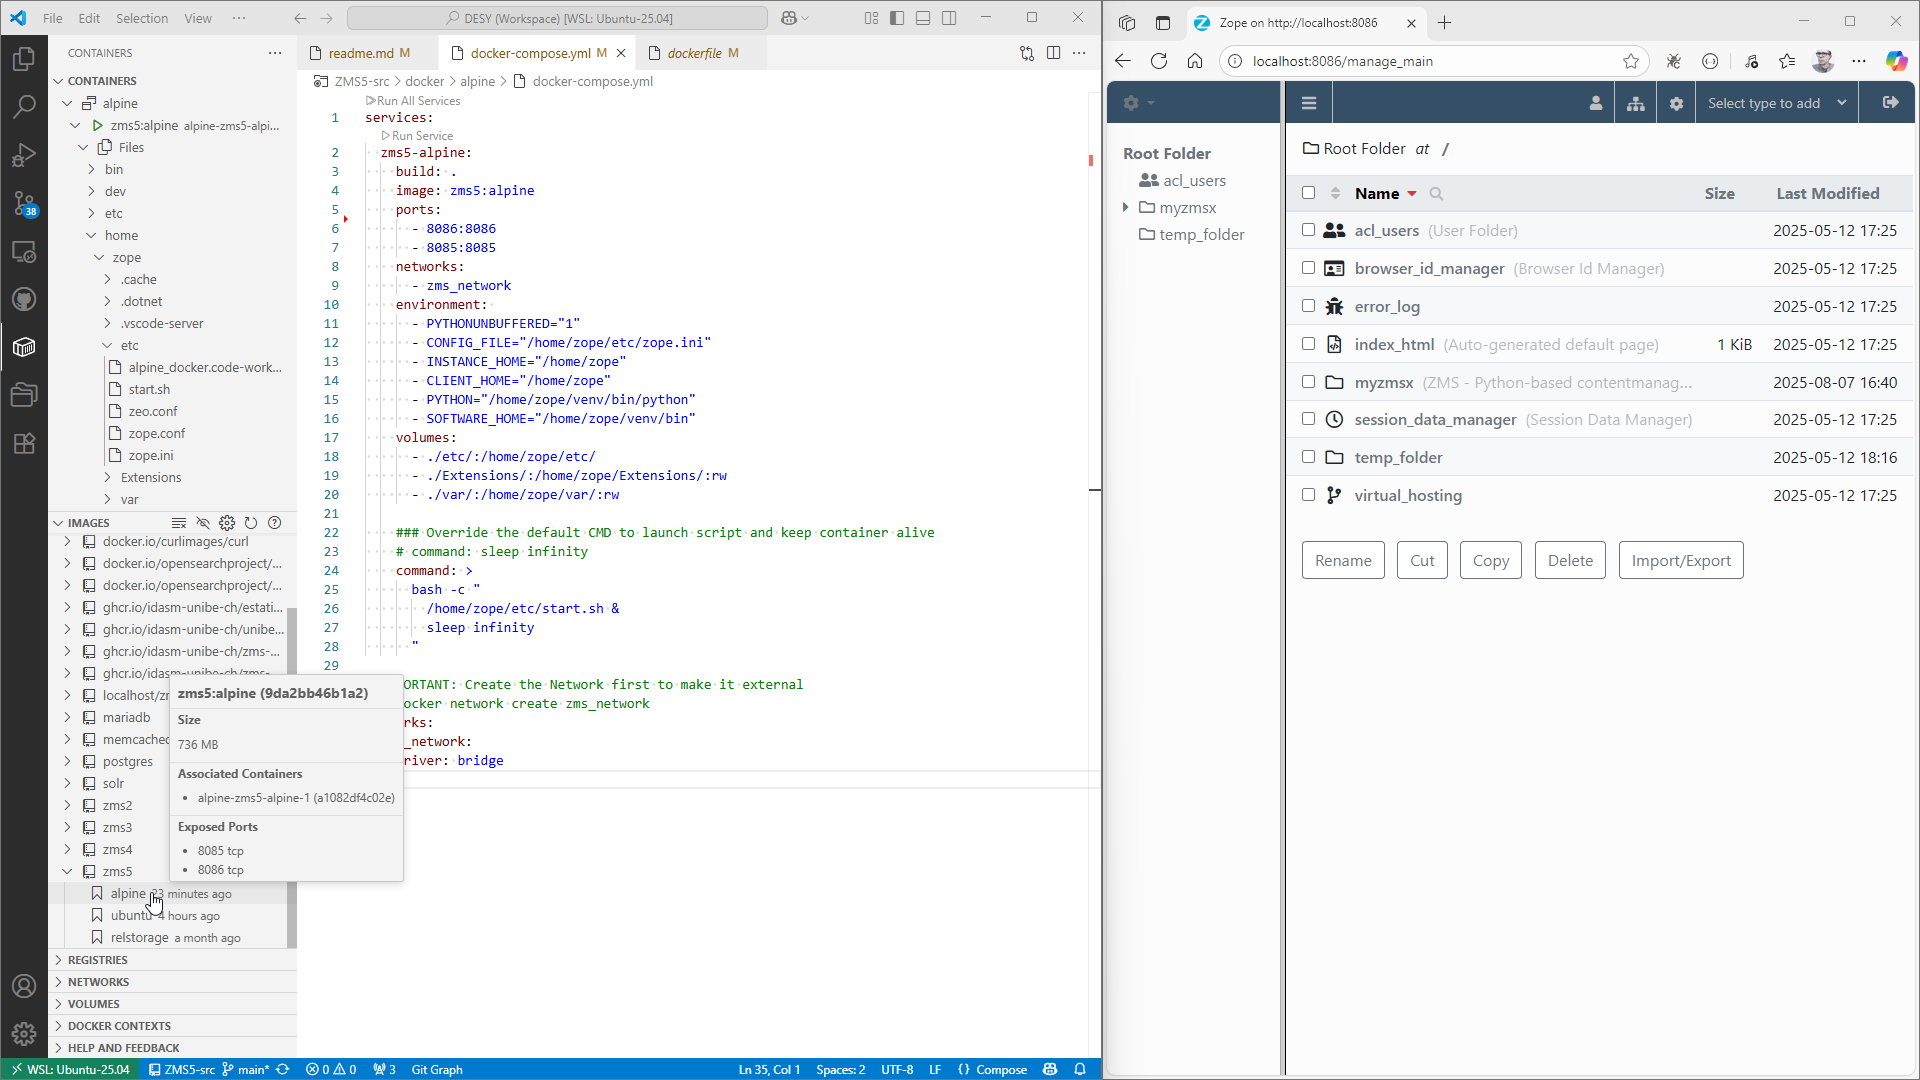 File Edit Selection View ···
DESY (Workspace) [WSL: Ubuntu-25.04]
CONTAINERS ···
CONTAINERS
alpine
zms5:alpine alpine-zms5-alpi...
Files
bin
dev
etc
home
zope
.cache
.dotnet
.vscode-server
etc
alpine_docker.code-work...
start.sh
zeo.conf
zope.conf
zope.ini
Extensions
var
38
IMAGES
docker.io/curlimages/curl
docker.io/opensearchproject/...
docker.io/opensearchproject/...
ghcr.io/idasm-unibe-ch/estati...
ghcr.io/idasm-unibe-ch/unibe...
ghcr.io/idasm-unibe-ch/zms-...
ghcr.io/idasm-unibe-ch/zms-
localhost/z
mariadb
memcached
postgres
solr
zms2
zms3
zms4
zms5
alpine 23 minutes ago
ubuntu 4 hours ago
relstorage a month ago
REGISTRIES
NETWORKS
VOLUMES
DOCKER CONTEXTS
HELP AND FEEDBACK
zms5:alpine (9da2bb46b1a2)
Size
736 MB
Associated Containers
• alpine-zms5-alpine-1 (a1082df4c02e)
Exposed Ports
• 8085 tcp
• 8086 tcp
readme.md M
docker-compose.yml M
dockerfile M
ZMS5-src > docker > alpine > docker-compose.yml
Run All Services
1 services:
Run Service
2 zms5-alpine:
3 build: .
4 image: zms5:alpine
5 ports:
6 - 8086:8086
7 - 8085:8085
8 networks:
9 - zms_network
10 environment:
11 - PYTHONUNBUFFERED="1"
12 - CONFIG_FILE="/home/zope/etc/zope.ini"
13 - INSTANCE_HOME="/home/zope"
14 - CLIENT_HOME="/home/zope"
15 - PYTHON="/home/zope/venv/bin/python"
16 - SOFTWARE_HOME="/home/zope/venv/bin"
17 volumes:
18 - ./etc/:/home/zope/etc/
19 - ./Extensions/:/home/zope/Extensions/:rw
20 - ./var/:/home/zope/var/:rw
21
22 ### Override the default CMD to launch script and keep container alive
23 # command: sleep infinity
24 command: >
25 bash -c "
26 /home/zope/etc/start.sh &
27 sleep infinity
28 "
29
ORTANT: Create the Network first to make it external
ocker network create zms_network
rks:
_network:
river: bridge
WSL: Ubuntu-25.04 ZMS5-src main* 0 0 3 Git Graph Ln 35, Col 1 Spaces: 2 UTF-8 LF {} Compose
Zope on http://localhost:8086
localhost:8086/manage_main
Select type to add
Root Folder
acl_users
myzmsx
temp_folder
Root Folder at /
Name Size Last Modified
acl_users (User Folder) 2025-05-12 17:25
browser_id_manager (Browser Id Manager) 2025-05-12 17:25
error_log 2025-05-12 17:25
index_html (Auto-generated default page) 1 KiB 2025-05-12 17:25
myzmsx (ZMS - Python-based contentmanag... 2025-08-07 16:40
session_data_manager (Session Data Manager) 2025-05-12 17:25
temp_folder 2025-05-12 18:16
virtual_hosting 2025-05-12 17:25
Rename Cut Copy Delete Import/Export